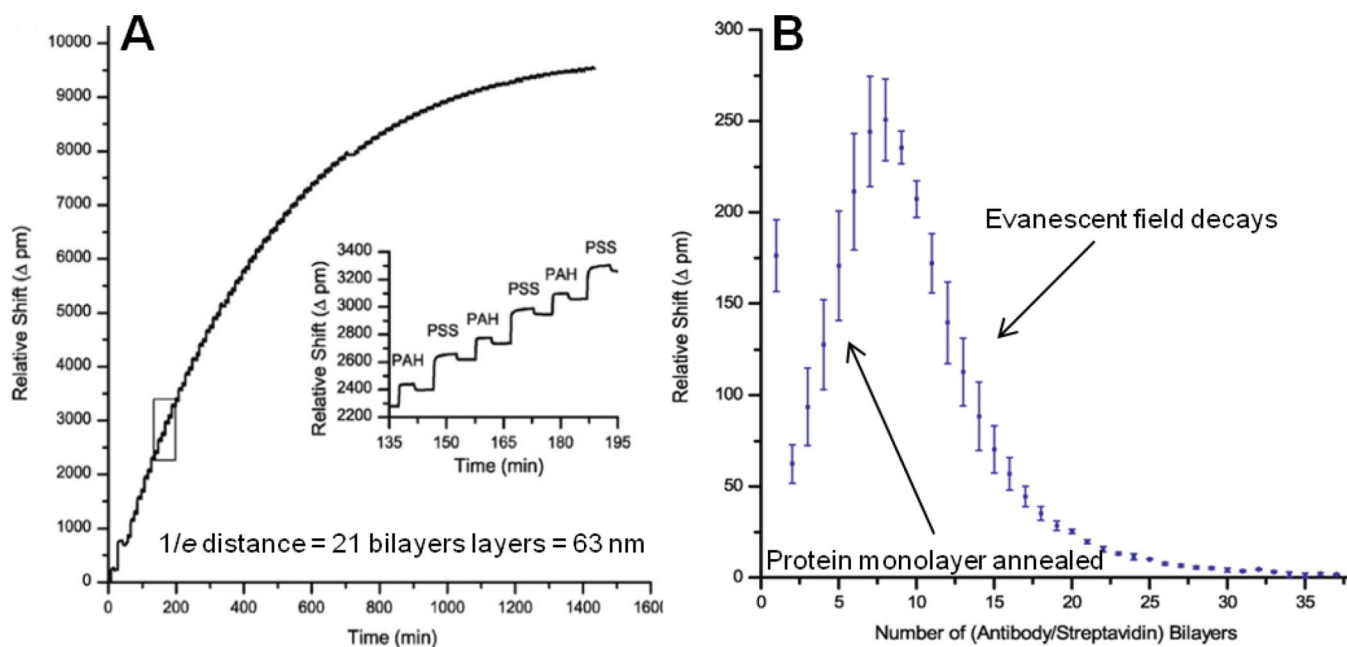 A
10000
9000
8000
7000
6000
5000
4000
3000
2000
1000
0
Relative Shift (Δ pm)
0 200 400 600 800 1000 1200 1400 1600
Time (min)
1/e distance = 21 bilayers layers = 63 nm
3400
3200
3000
2800
2600
2400
2200
Relative Shift (Δ pm)
PAH PSS PAH PSS PAH PSS
135 150 165 180 195
Time (min)
B
300
250
200
150
100
50
0
Relative Shift (Δ pm)
Evanescent field decays
Protein monolayer annealed
0 5 10 15 20 25 30 35
Number of (Antibody/Streptavidin) Bilayers